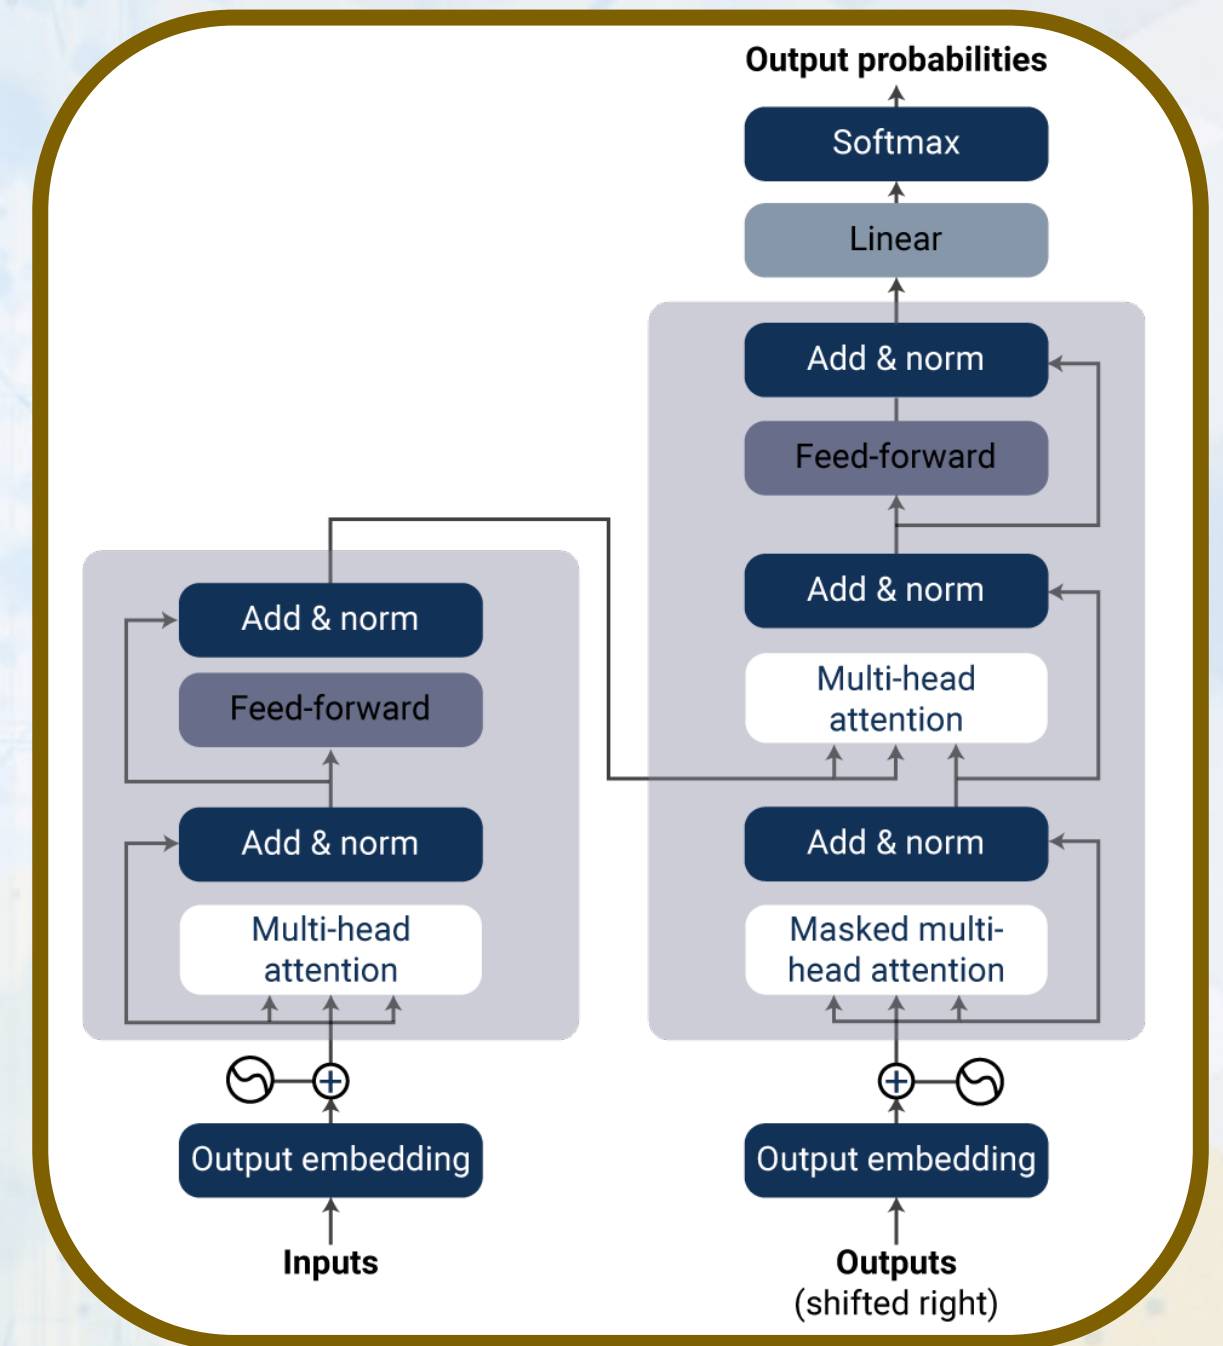 Output probabilities
Softmax
Linear
Add & norm
Feed-forward
Add & norm
Multi-head
attention
Add & norm
Masked multi-
head attention
Output embedding
Outputs
(shifted right)
Add & norm
Feed-forward
Add & norm
Multi-head
attention
Output embedding
Inputs